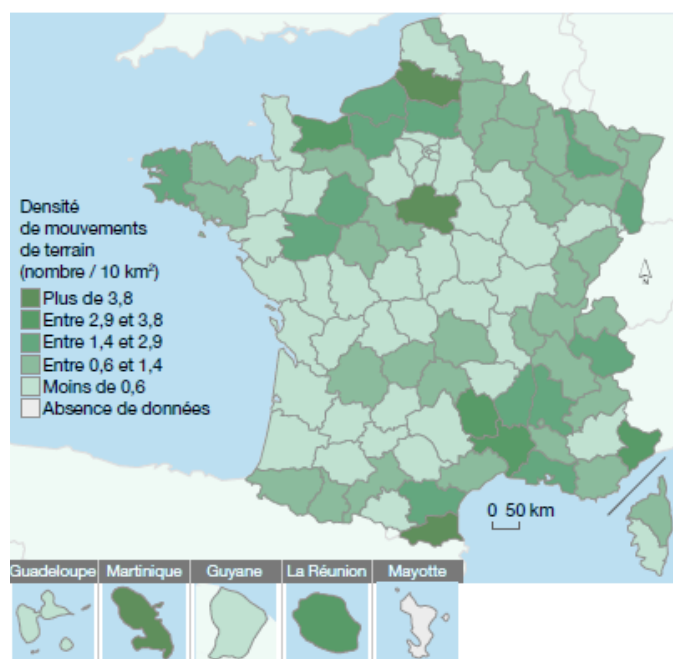 Densité
de mouvements
de terrain
(nombre / 10 km²)
Plus de 3,8
Entre 2,9 et 3,8
Entre 1,4 et 2,9
Entre 0,6 et 1,4
Moins de 0,6
Absence de données
N
0 50 km
Guadeloupe Martinique Guyane La Réunion Mayotte